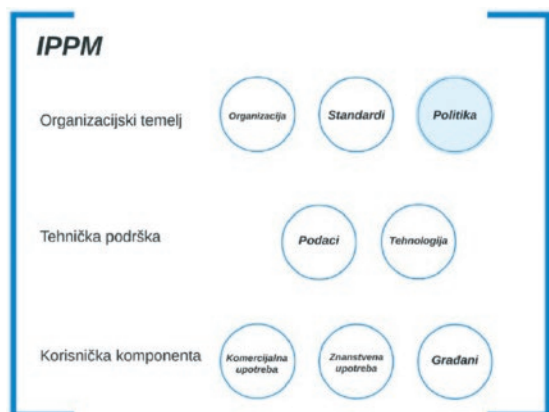 IPPM
Organizacijski temelj
Organizacija
Standardi
Politika
Tehnička podrška
Podaci
Tehnologija
Korisnička komponenta
Komercijalna
upotreba
Znanstvena
upotreba
Građani